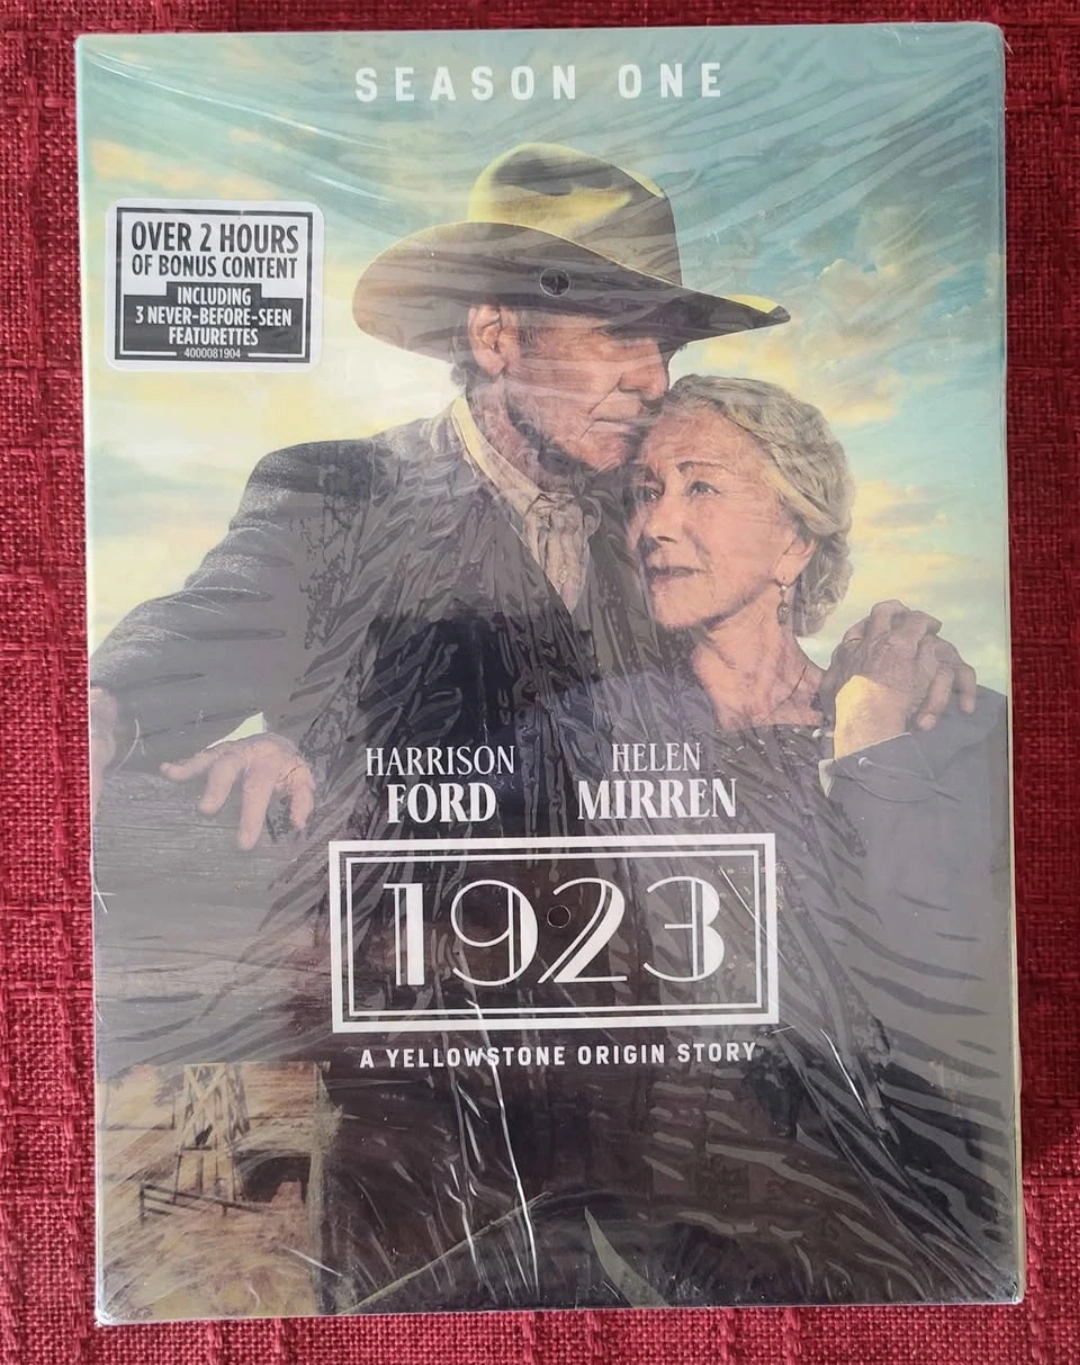 SEASON ONE
OVER 2 HOURS
OF BONUS CONTENT
INCLUDING
3 NEVER-BEFORE-SEEN
FEATURETTES
4000081904
HARRISON
FORD
HELEN
MIRREN
1923
A YELLOWSTONE ORIGIN STORY